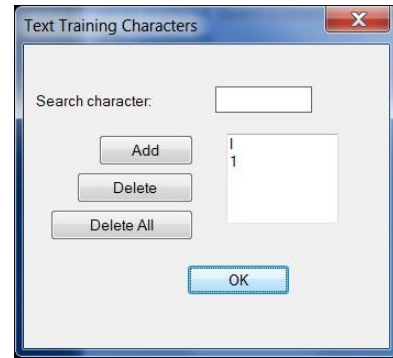 Text Training Characters
Search character:
Add
l
1
Delete
Delete All
OK